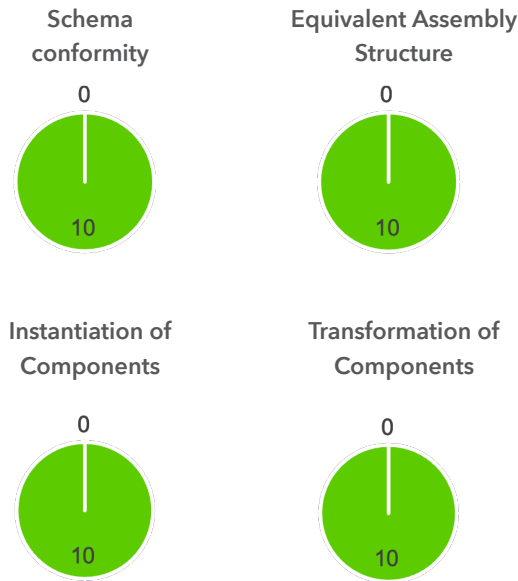 Schema
conformity
0
10
Equivalent Assembly
Structure
0
10
Instantiation of
Components
0
10
Transformation of
Components
0
10